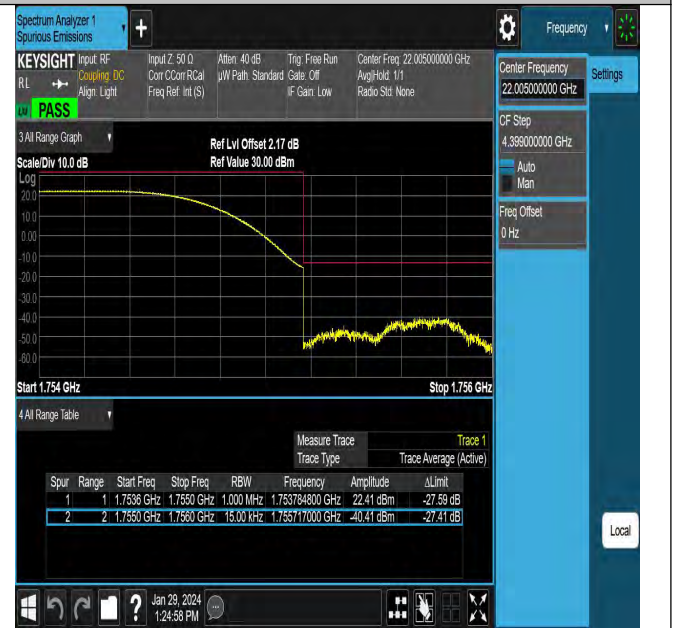 Spectrum Analyzer 1
Spurious Emissions
+
Frequency
KEYSIGHT
RL
Input: RF
Coupling: DC
Align: Light
Input Z: 50 Ω
Corr CCorr RCal
Freq Ref: Int (S)
Atten: 40 dB
µW Path: Standard
Trig: Free Run
Gate: Off
IF Gain: Low
Center Freq: 22.005000000 GHz
Avg|Hold: 1/1
Radio Std: None
PASS
Center Frequency
22.005000000 GHz
Settings
CF Step
4.399000000 GHz
Auto
Man
Freq Offset
0 Hz
3 All Range Graph
Scale/Div 10.0 dB
Ref Lvl Offset 2.17 dB
Ref Value 30.00 dBm
Log
20.0
10.0
0.00
-10.0
-20.0
-30.0
-40.0
-50.0
-60.0
Start 1.754 GHz
Stop 1.756 GHz
4 All Range Table
Measure Trace Trace 1
Trace Type Trace Average (Active)
Spur Range Start Freq Stop Freq RBW Frequency Amplitude ΔLimit
1 1 1.7536 GHz 1.7550 GHz 1.000 MHz 1.753784800 GHz 22.41 dBm -27.59 dB
2 2 1.7550 GHz 1.7560 GHz 15.00 kHz 1.755717000 GHz -40.41 dBm -27.41 dB
Local
?
Jan 29, 2024
1:24:58 PM